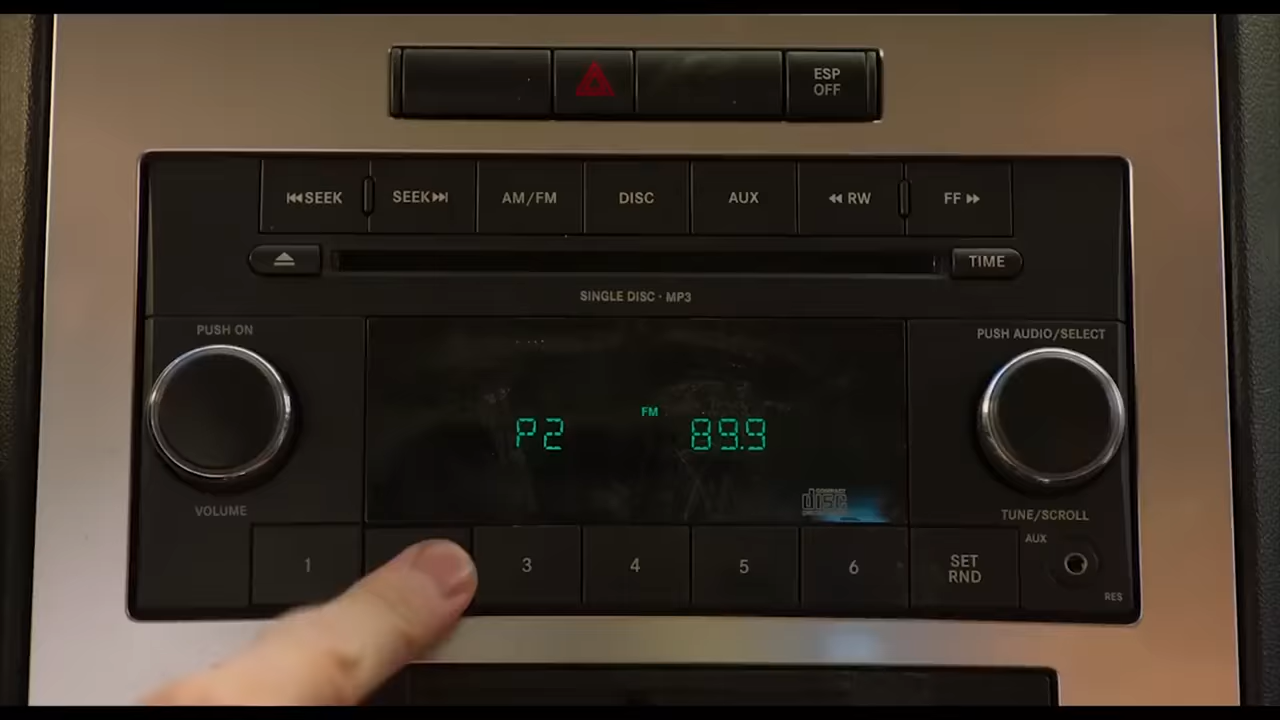 ESP
OFF
SEEK
SEEK
AM/FM
DISC
AUX
RW
FF
TIME
SINGLE DISC · MP3
PUSH ON
PUSH AUDIO/SELECT
FM
P2
89.9
disc
VOLUME
TUNE/SCROLL
AUX
1
3
4
5
6
SET
RND
RES